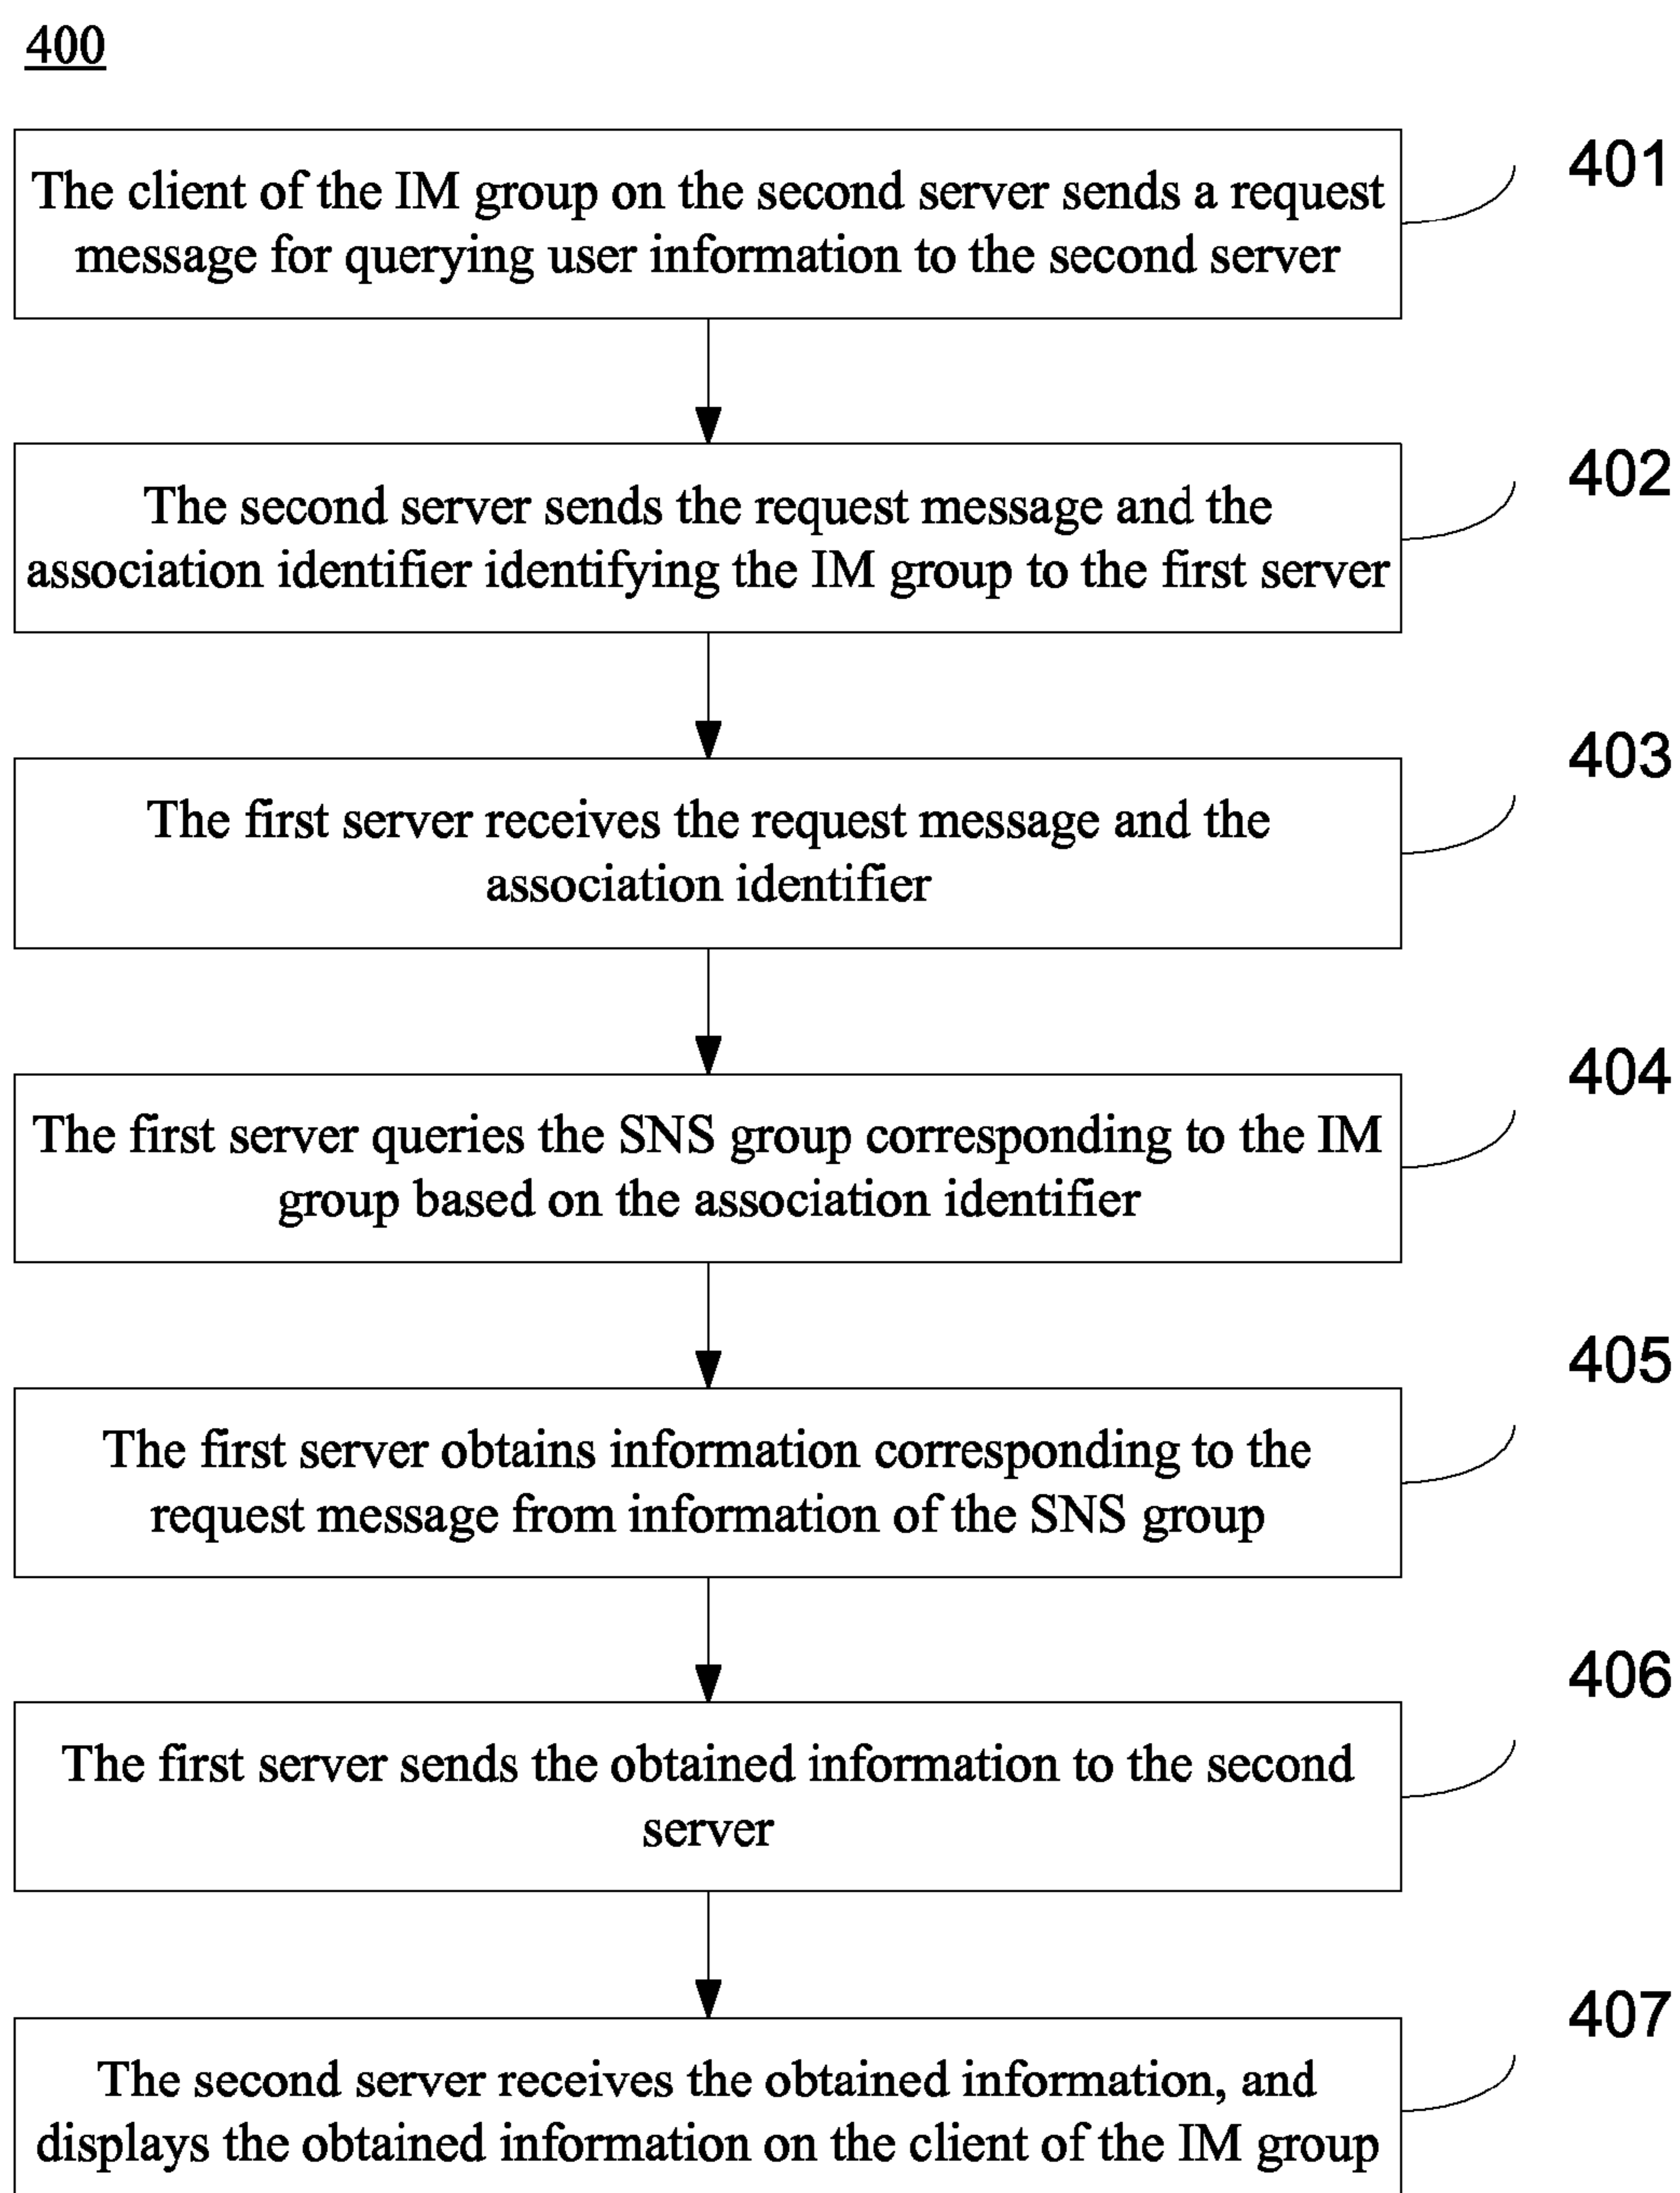 400
The client of the IM group on the second server sends a request
message for querying user information to the second server
401
The second server sends the request message and the
association identifier identifying the IM group to the first server
402
The first server receives the request message and the
association identifier
403
The first server queries the SNS group corresponding to the IM
group based on the association identifier
404
The first server obtains information corresponding to the
request message from information of the SNS group
405
The first server sends the obtained information to the second
server
406
The second server receives the obtained information, and
displays the obtained information on the client of the IM group
407